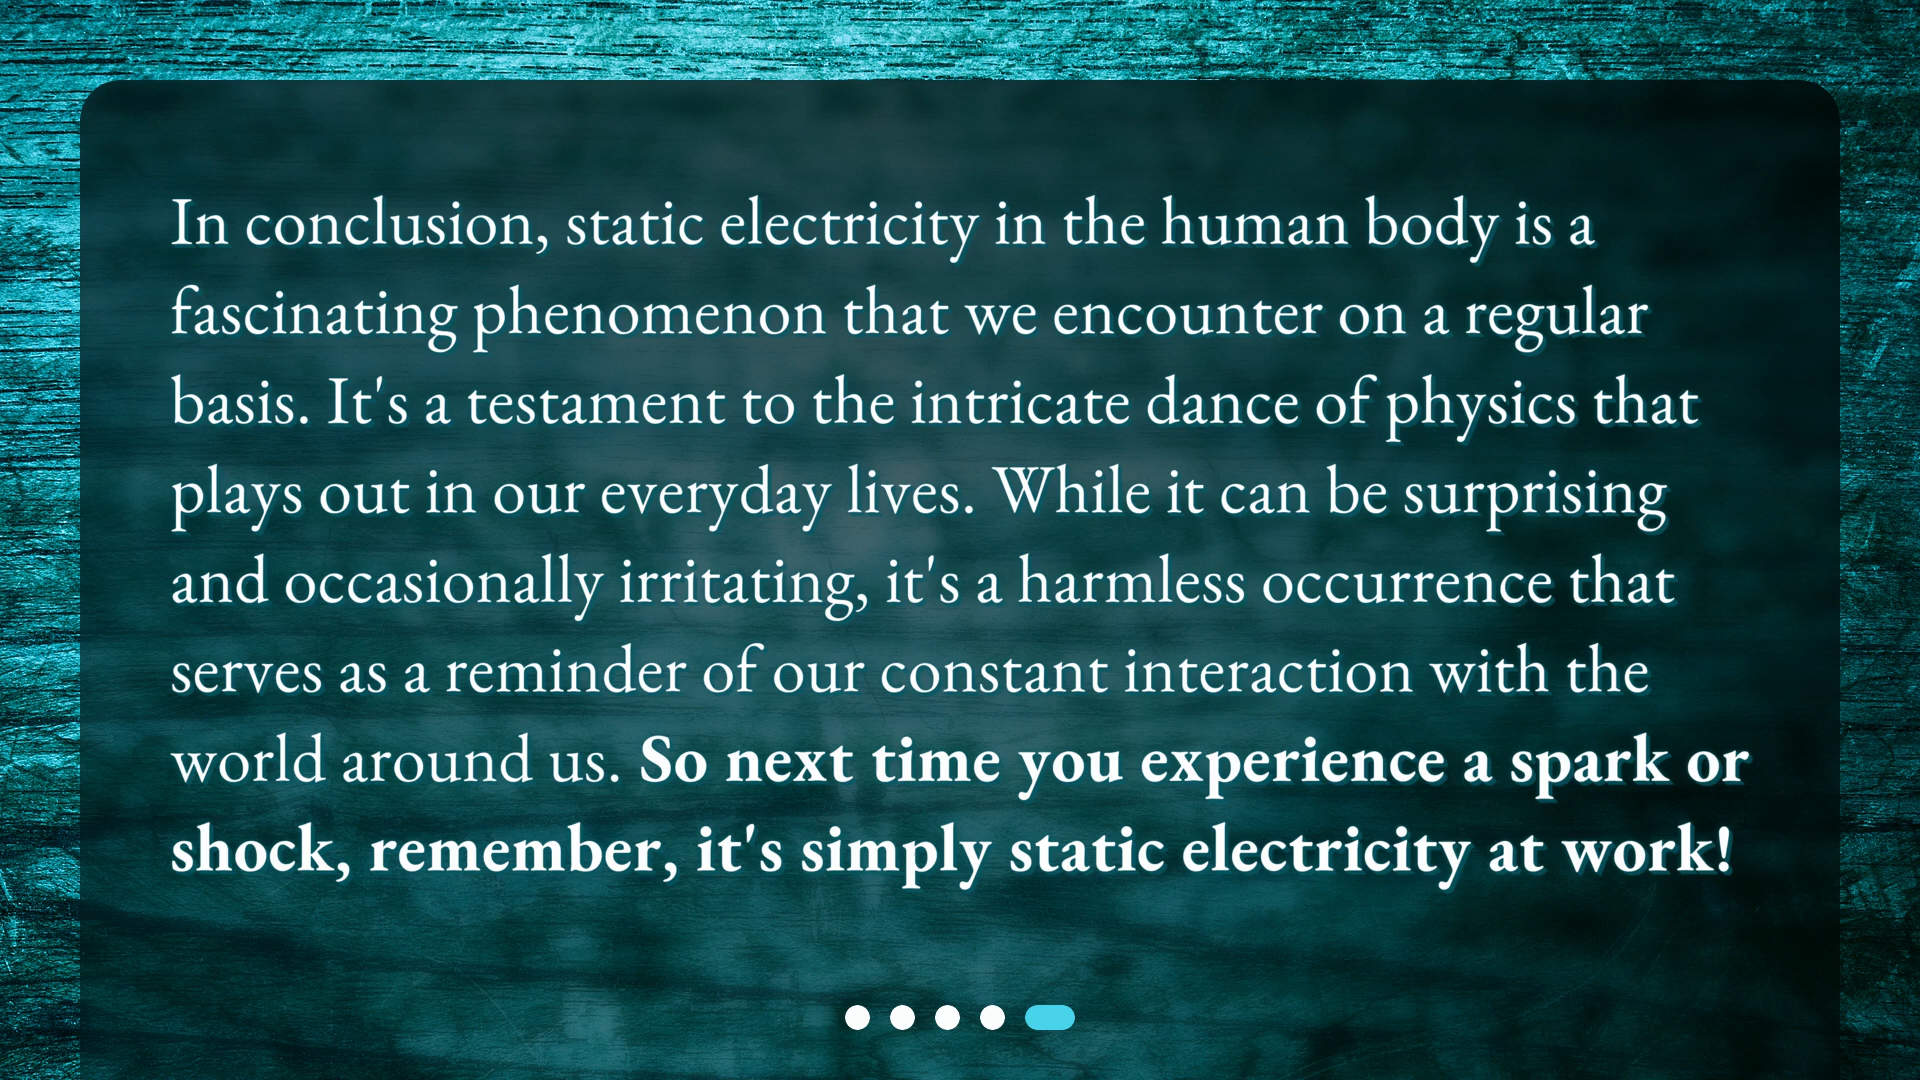 In conclusion, static electricity in the human body is a
fascinating phenomenon that we encounter on a regular
basis. It's a testament to the intricate dance of physics that
plays out in our everyday lives. While it can be surprising
and occasionally irritating, it's a harmless occurrence that
serves as a reminder of our constant interaction with the
world around us. So next time you experience a spark or
shock, remember, it's simply static electricity at work!